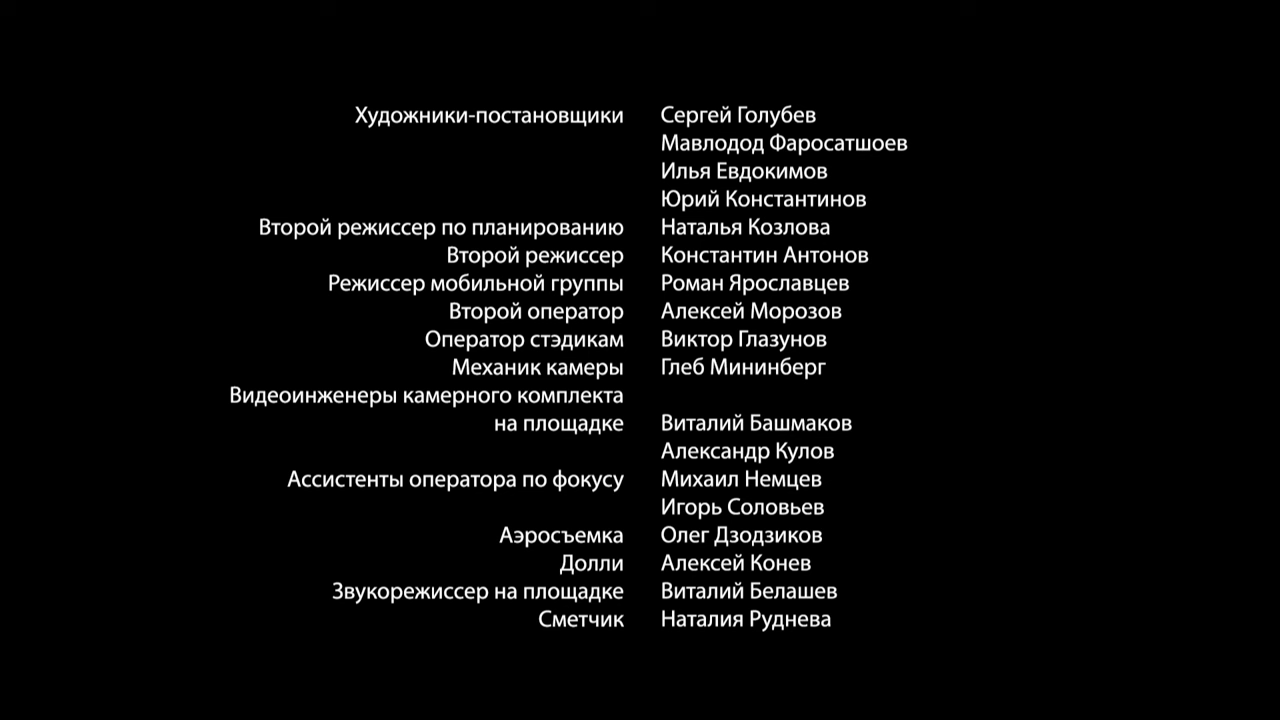 Художники-постановщики Сергей Голубев
Мавлодод Фаросатшоев
Илья Евдокимов
Юрий Константинов
Второй режиссер по планированию Наталья Козлова
Второй режиссер Константин Антонов
Режиссер мобильной группы Роман Ярославцев
Второй оператор Алексей Морозов
Оператор стэдикам Виктор Глазунов
Механик камеры Глеб Мининберг
Видеоинженеры камерного комплекта
на площадке Виталий Башмаков
Александр Кулов
Ассистенты оператора по фокусу Михаил Немцев
Игорь Соловьев
Аэросъемка Олег Дзодзиков
Долли Алексей Конев
Звукорежиссер на площадке Виталий Белашев
Сметчик Наталия Руднева